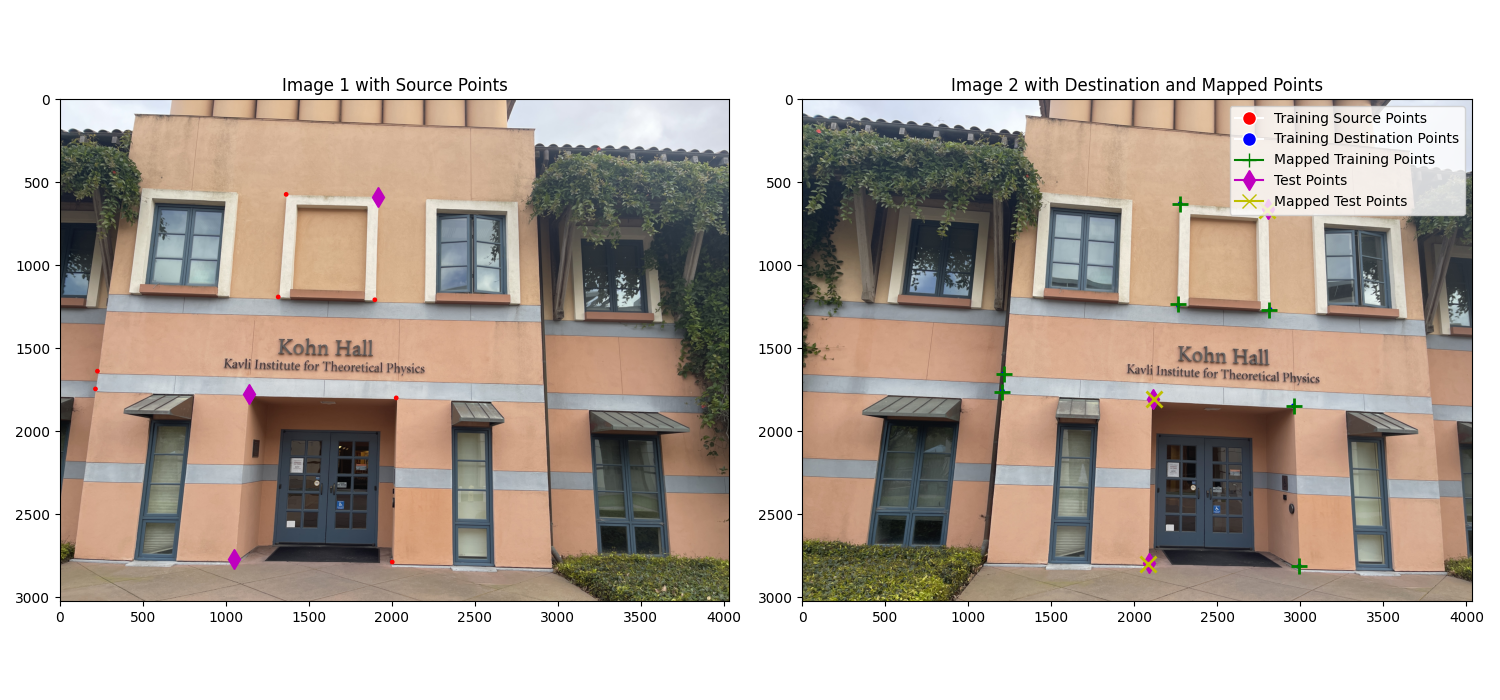 Image 1 with Source Points
0
500
1000
1500
2000
2500
3000
0
500
1000
1500
2000
2500
3000
3500
4000
Kohn Hall
Kavli Institute for Theoretical Physics
Image 2 with Destination and Mapped Points
0
500
1000
1500
2000
2500
3000
0
500
1000
1500
2000
2500
3000
3500
4000
Training Source Points
Training Destination Points
Mapped Training Points
Test Points
Mapped Test Points
Kohn Hall
Kavli Institute for Theoretical Physics